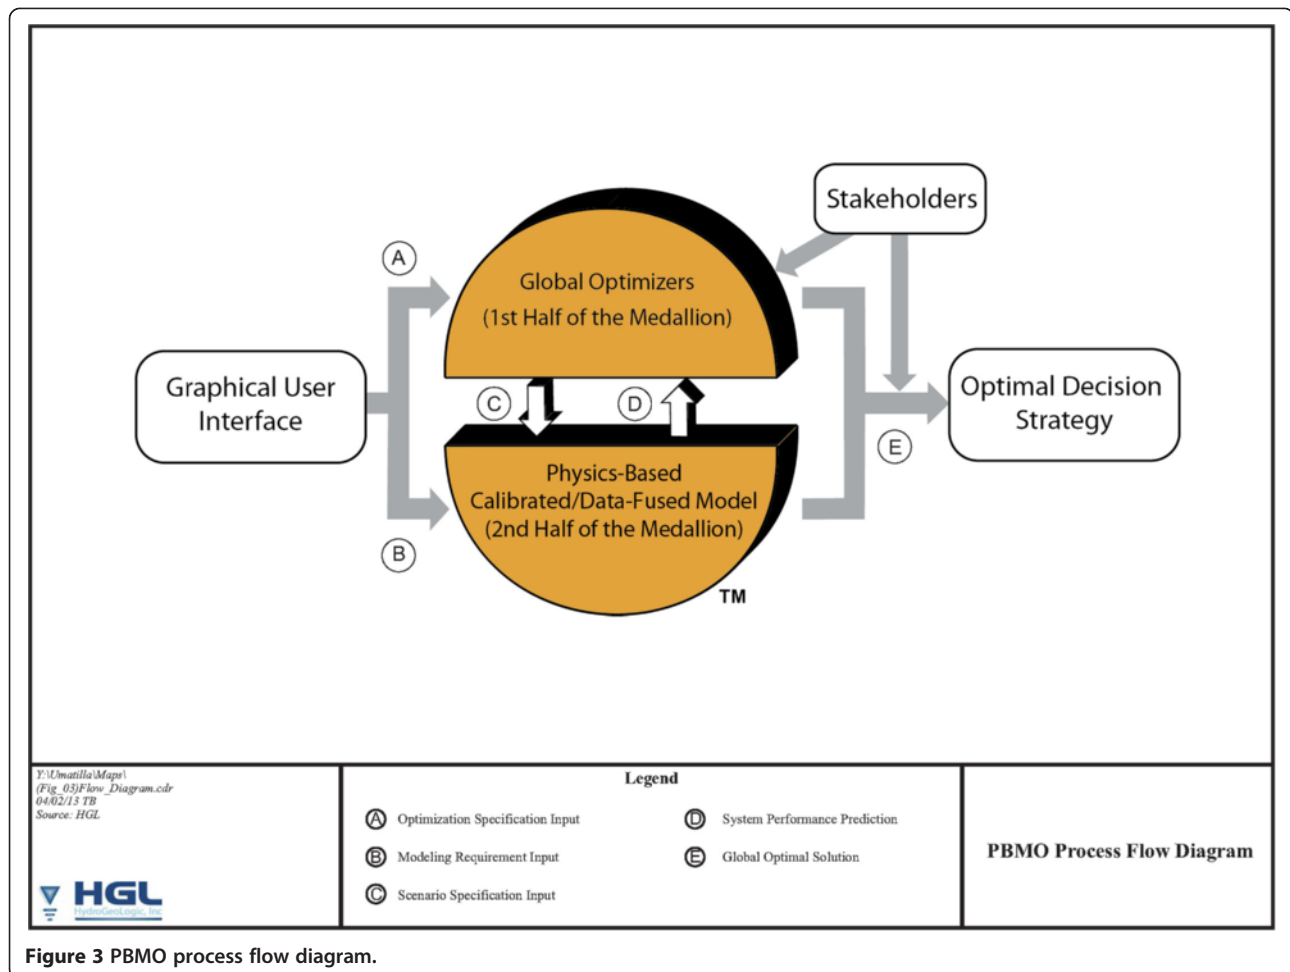 Stakeholders
A
Global Optimizers
(1st Half of the Medallion)
Graphical User
Interface
C
D
Optimal Decision
Strategy
E
Physics-Based
Calibrated/Data-Fused Model
(2nd Half of the Medallion)
B
TM
Y:\Umatilla\Maps\
(Fig_03)Flow_Diagram.cdr
04/02/13 TB
Source: HGL
HGL
HydroGeoLogic, Inc
Legend
A Optimization Specification Input
B Modeling Requirement Input
C Scenario Specification Input
D System Performance Prediction
E Global Optimal Solution
PBMO Process Flow Diagram
Figure 3 PBMO process flow diagram.